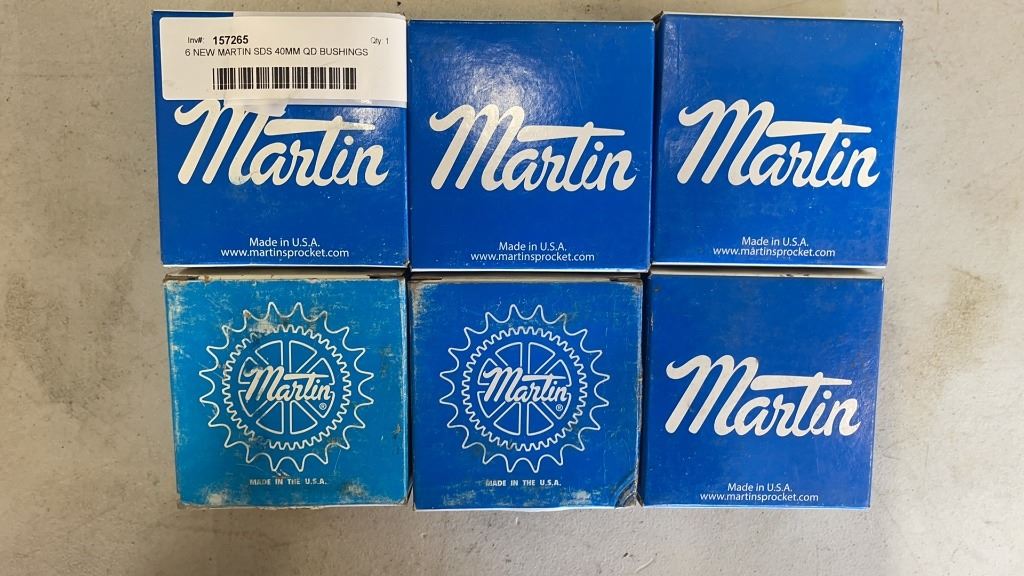 Inv#: 157265 Qty: 1
6 NEW MARTIN SDS 40MM QD BUSHINGS
Martin
Made in U.S.A.
www.martinsprocket.com
Martin
Made in U.S.A.
www.martinsprocket.com
Martin
Made in U.S.A.
www.martinsprocket.com
Martin ®
MADE IN THE U.S.A.
Martin ®
MADE IN THE U.S.A.
Martin
Made in U.S.A.
www.martinsprocket.com